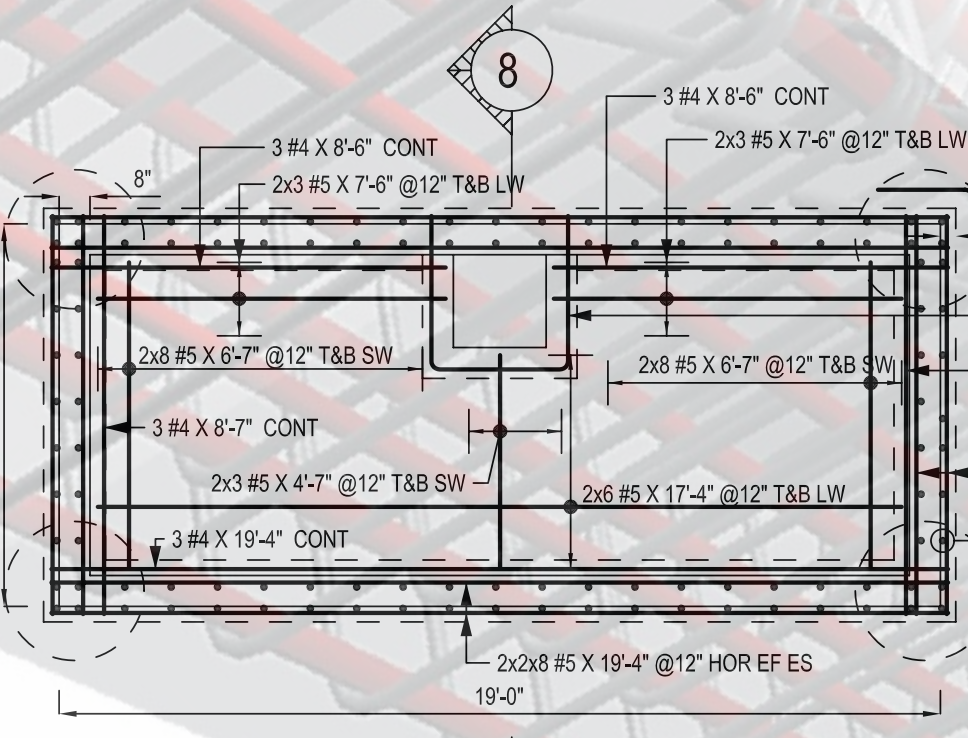 8
3 #4 X 8'-6" CONT
3 #4 X 8'-6" CONT
2x3 #5 X 7'-6" @12" T&B LW
8"
2x3 #5 X 7'-6" @12" T&B LW
2x8 #5 X 6'-7" @12" T&B SW
2x8 #5 X 6'-7" @12" T&B SW
3 #4 X 8'-7" CONT
2x3 #5 X 4'-7" @12" T&B SW
2x6 #5 X 17'-4" @12" T&B LW
3 #4 X 19'-4" CONT
2x2x8 #5 X 19'-4" @12" HOR EF ES
19'-0"